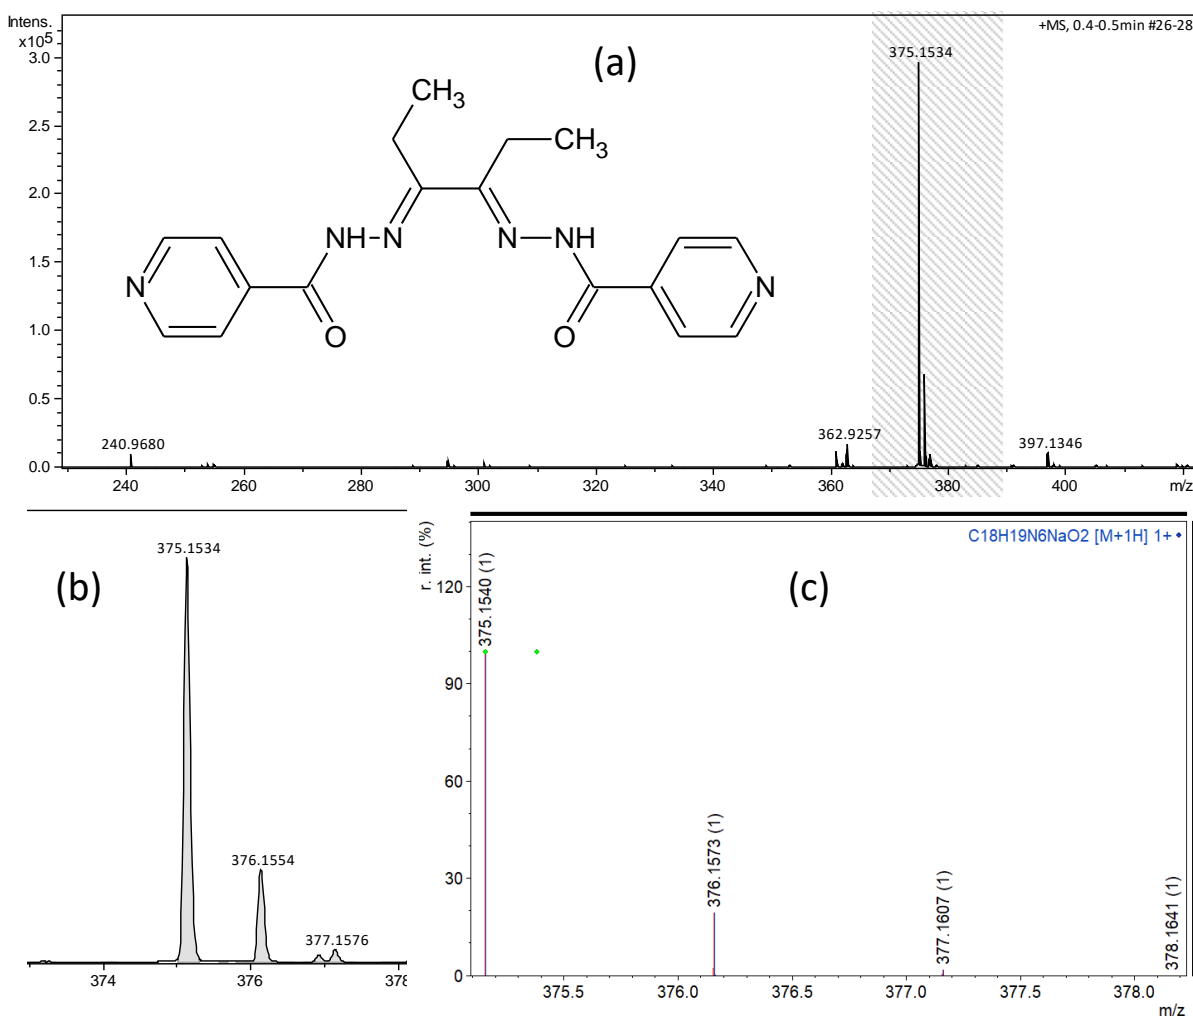 Intens.
x10⁵
+MS, 0.4-0.5min #26-28
(a)
375.1534
3.0
2.5
2.0
1.5
1.0
0.5
0.0
CH₃
CH₃
NH
N
N
NH
N
O
O
N
240.9680
362.9257
397.1346
240
260
280
300
320
340
360
380
400
m/z
(b)
375.1534
376.1554
377.1576
374
376
378
(c)
r. int. (%)
C18H19N6NaO2 [M+1H] 1+
375.1540 (1)
376.1573 (1)
377.1607 (1)
378.1641 (1)
120
90
60
30
0
375.5
376.0
376.5
377.0
377.5
378.0
m/z